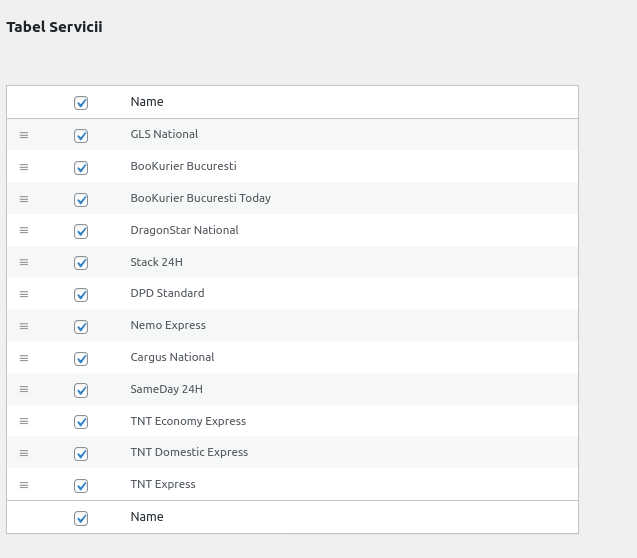 Tabel Servicii
Name
GLS National
BooKurier Bucuresti
BooKurier Bucuresti Today
DragonStar National
Stack 24H
DPD Standard
Nemo Express
Cargus National
SameDay 24H
TNT Economy Express
TNT Domestic Express
TNT Express
Name